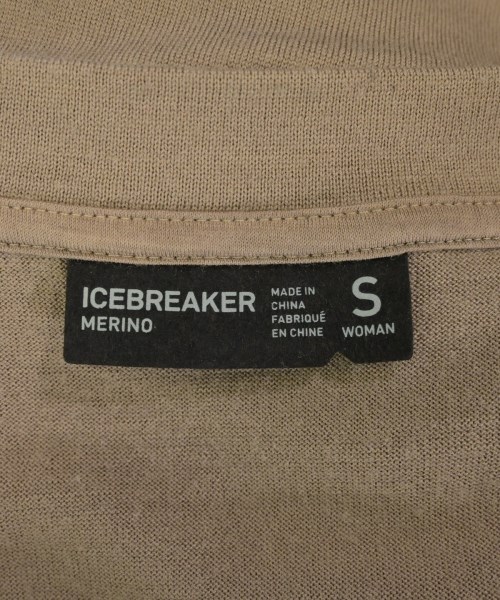 ICEBREAKER
MERINO
MADE IN
CHINA
FABRIQUÉ
EN CHINE
S
WOMAN